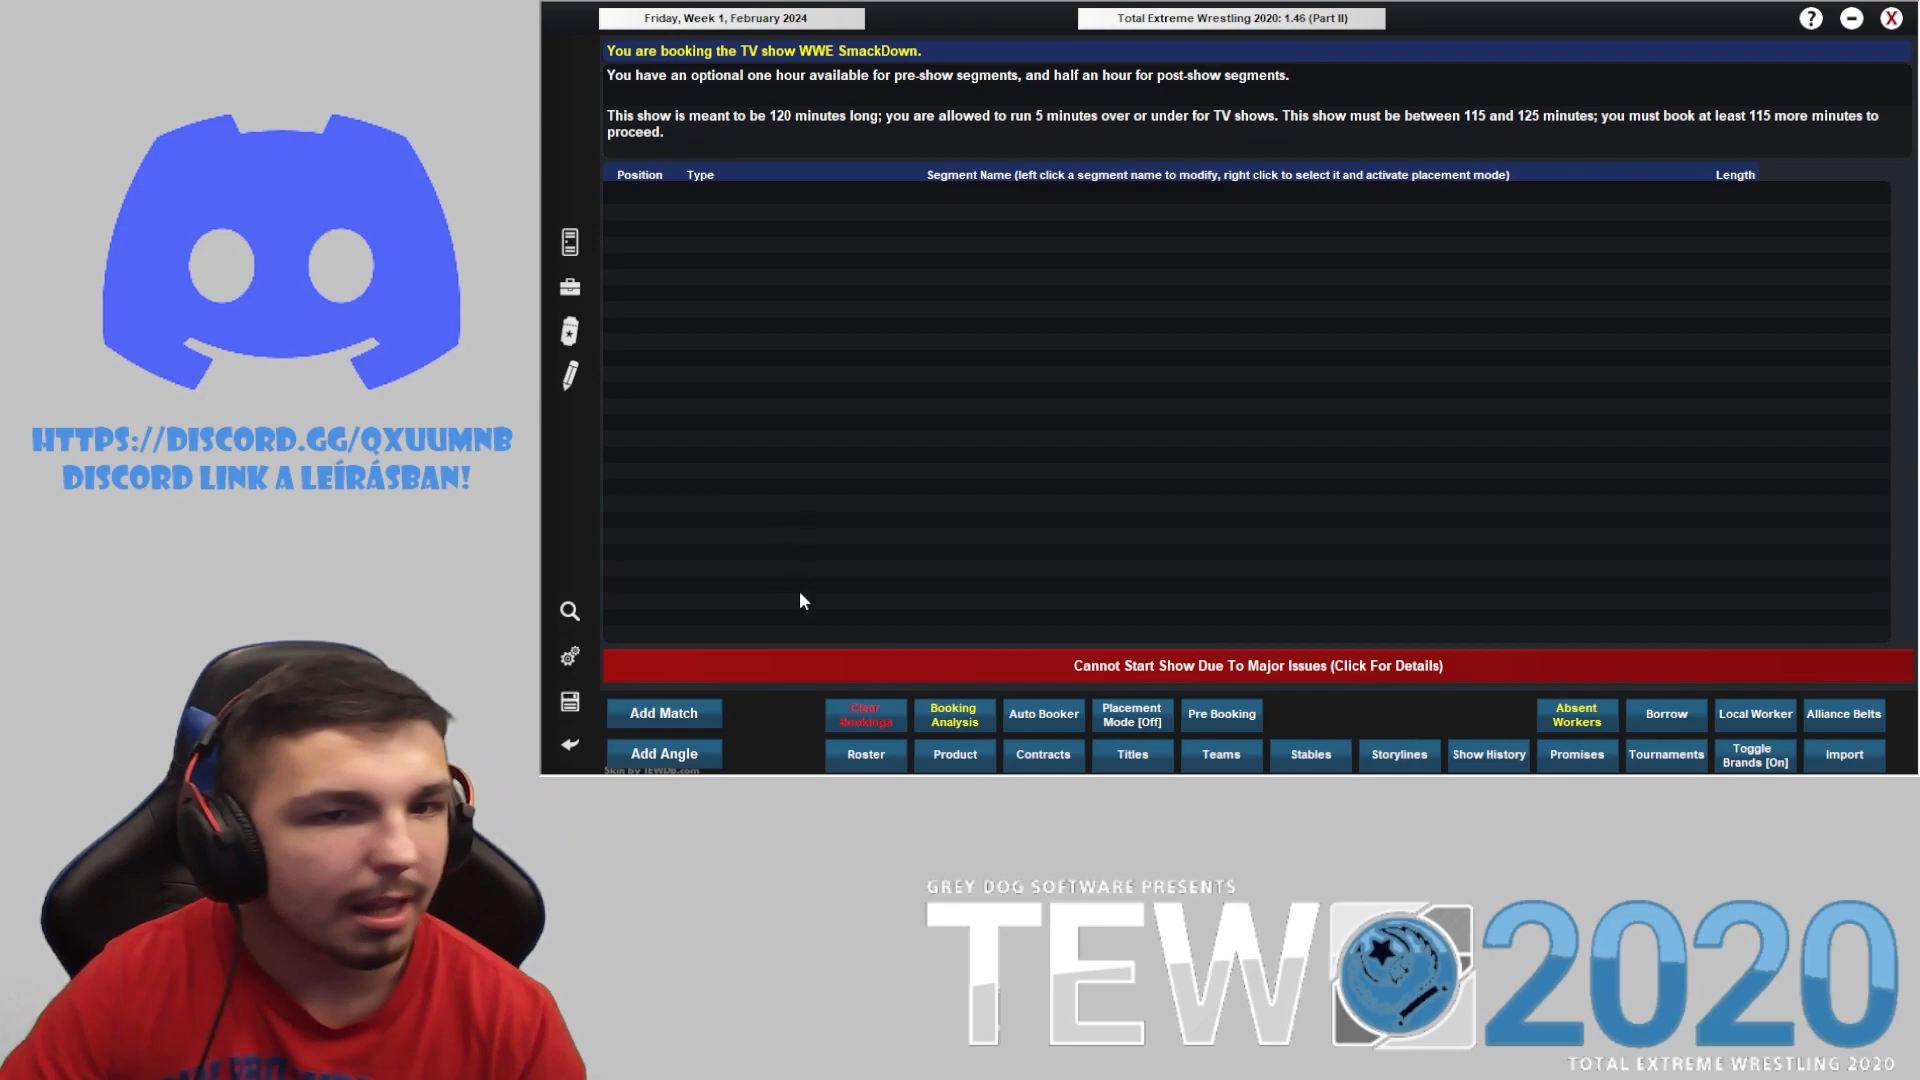 Friday, Week 1, February 2024
Total Extreme Wrestling 2020: 1.46 (Part II)
?
X
You are booking the TV show WWE SmackDown.
You have an optional one hour available for pre-show segments, and half an hour for post-show segments.
This show is meant to be 120 minutes long; you are allowed to run 5 minutes over or under for TV shows. This show must be between 115 and 125 minutes; you must book at least 115 more minutes to
proceed.
Position Type Segment Name (left click a segment name to modify, right click to select it and activate placement mode) Length
HTTPS://DISCORD.GG/QXUUMNB
DISCORD LINK A LEÍRÁSBAN!
Cannot Start Show Due To Major Issues (Click For Details)
Add Match
Clear
Bookings
Booking
Analysis
Auto Booker
Placement
Mode [Off]
Pre Booking
Absent
Workers
Borrow
Local Worker
Alliance Belts
Add Angle
Roster
Product
Contracts
Titles
Teams
Stables
Storylines
Show History
Promises
Tournaments
Toggle
Brands [On]
Import
Skin by TEWDB.com
GREY DOG SOFTWARE PRESENTS
TEW 2020
TOTAL EXTREME WRESTLING 2020